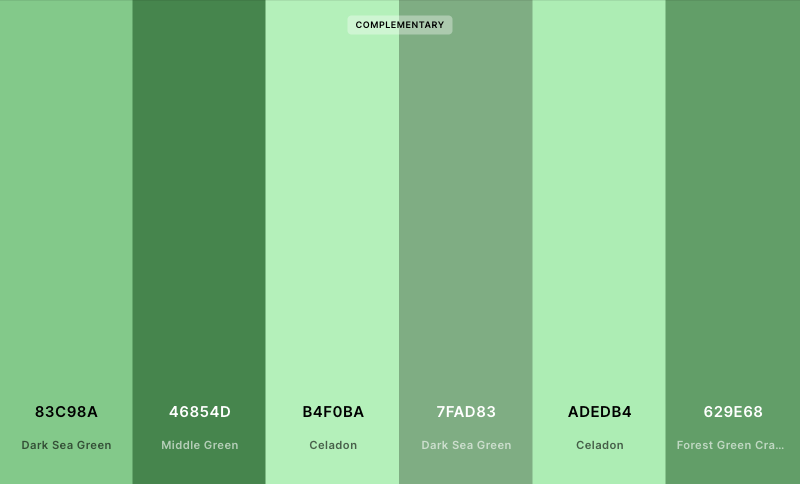 COMPLEMENTARY
83C98A
Dark Sea Green
46854D
Middle Green
B4F0BA
Celadon
7FAD83
Dark Sea Green
ADEDB4
Celadon
629E68
Forest Green Cra...